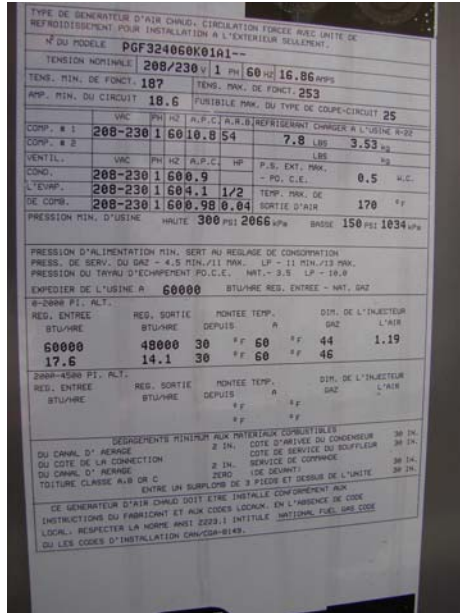 TYPE DE GENERATEUR D'AIR CHAUD. CIRCULATION FORCEE AVEC UNITE DE
REFROIDISSEMENT POUR INSTALLATION A L'EXTERIEUR SEULEMENT.
N° DU MODELE PGF324060K01A1--
TENSION NOMINALE 208/230 V 1 PH 60 HZ 16.86 AMPS
TENS. MIN. DE FONCT. 187 TENS. MAX. DE FONCT. 253
AMP. MIN. DU CIRCUIT 18.6 FUSIBILE MAK. DU TYPE DE COUPE-CIRCUIT 25
VAC PH HZ A.P.C. A.R.B. REFRIGERANT CHARGER A L'USINE R-22
COMP. # 1 208-230 1 60 10.8 54 7.8 LBS 3.53 kg
COMP. # 2 LBS kg
VENTIL. VAC PH HZ A.P.C. HP P.S. EXT. MAK.
COND. 208-230 1 60 0.9 - PO. C.E. 0.5 W.C.
L'EVAP. 208-230 1 60 4.1 1/2 TEMP. MAX. DE
DE COMB. 208-230 1 60 0.98 0.04 SORTIE D'AIR 170 °F
PRESSION MIN. D'USINE HAUTE 300 PSI 2066 kPa BASSE 150 PSI 1034 kPa
PRESSION D'ALIMENTATION MIN. SERT AU REGLAGE DE CONSOMMATION
PRESS. DE SERV. DU GAZ - 4.5 MIN./11 MAX. LP - 11 MIN./13 MAX.
PRESSION DU TAYAU D'ECHAPEMENT PO.C.E. NAT.- 3.5 LP - 10.0
EXPEDIER DE L'USINE A 60000 BTU/HRE REG. ENTREE - NAT. GAZ
0-2000 PI. ALT.
REG. ENTREE REG. SORTIE MONTEE TEMP. DIM. DE L'INJECTEUR
BTU/HRE BTU/HRE DEPUIS A GAZ L'AIR
60000 48000 30 °F 60 °F 44 1.19
17.6 14.1 30 °F 60 °F 46
2000-4500 PI. ALT.
REG. ENTREE REG. SORTIE MONTEE TEMP. DIM. DE L'INJECTEUR
BTU/HRE BTU/HRE DEPUIS A GAZ L'AIR
°F °F
°F °F
DEGAGEMENTS MINIMUM AUX MATERIAUX COMBUSTIBLES
DU CANAL D' AERAGE 2 IN. COTE D'ARIVEE DU CONDENSEUR 30 IN.
DU COTE DE LA CONNECTION COTE DE SERVICE DU SOUFFLEUR 30 IN.
DU CANAL D' AERAGE 2 IN. SERVICE DE COMMANDE
TOITURE CLASSE A,B OR C ZERO (DE DEVANT) 30 IN.
ENTRE UN SURPLOMB DE 3 PIEDS ET DESSUS DE L'UNITE 30 IN.
CE GENERATEUR D'AIR CHAUD DOIT ETRE INSTALLE CONFORMEMENT AUX
INSTRUCTIONS DU FABRICANT ET AUX CODES LOCAUX. EN L'ABSENCE DE CODE
LOCAL, RESPECTER LA NORME ANSI Z223.1 INTITULE NATIONAL FUEL GAS CODE
OU LES CODES D'INSTALLATION CAN/CGA-B149.